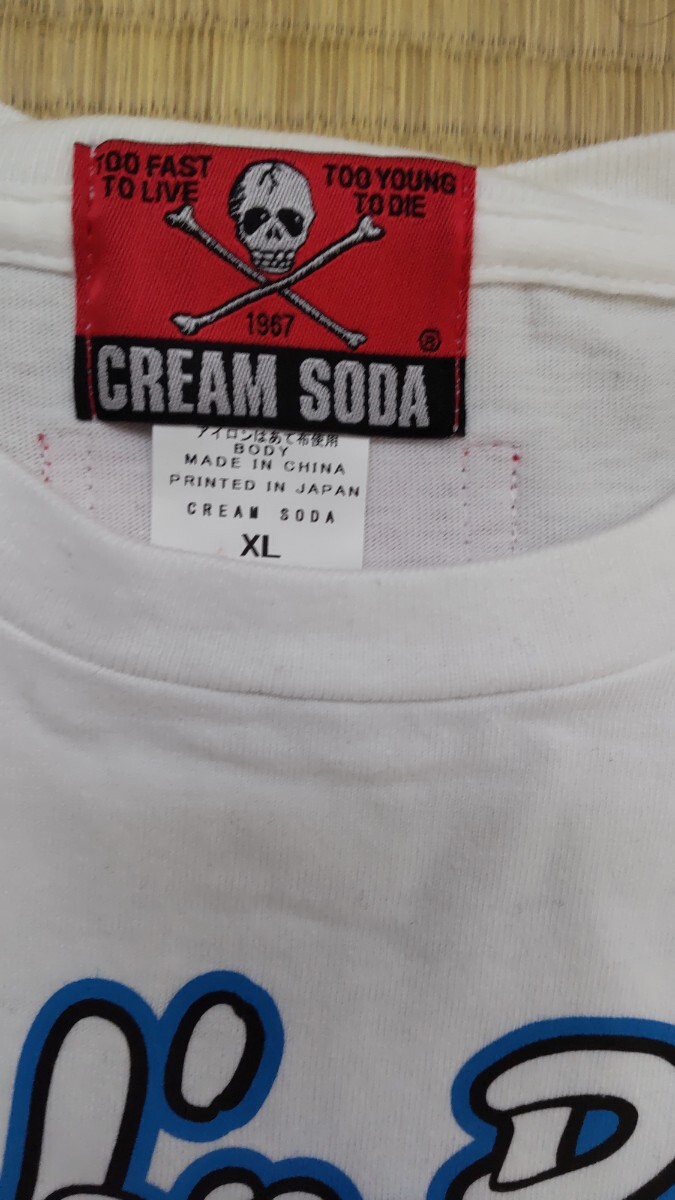 TOO FAST
TO LIVE
TOO YOUNG
TO DIE
1967
®
CREAM SODA
アイロンはあて布使用
BODY
MADE IN CHINA
PRINTED IN JAPAN
CREAM SODA
XL